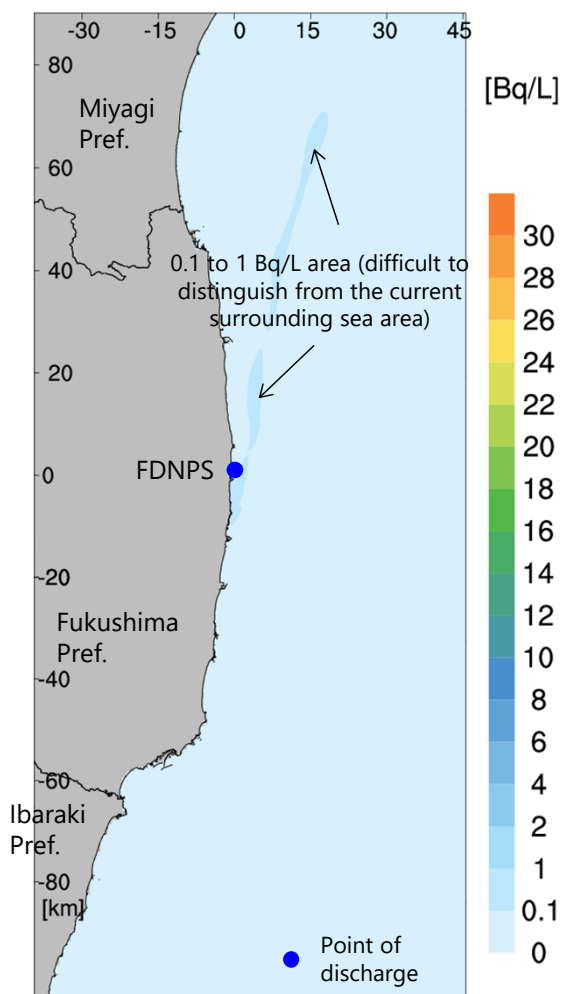 -30 -15 0 15 30 45
[Bq/L]
80
Miyagi
Pref.
60
0.1 to 1 Bq/L area (difficult to
distinguish from the current
surrounding sea area)
40
20
FDNPS
0
-20
Fukushima
Pref.
-40
-60
Ibaraki
Pref.
-80
[km]
Point of
discharge
30
28
26
24
22
20
18
16
14
12
10
8
6
4
2
1
0.1
0